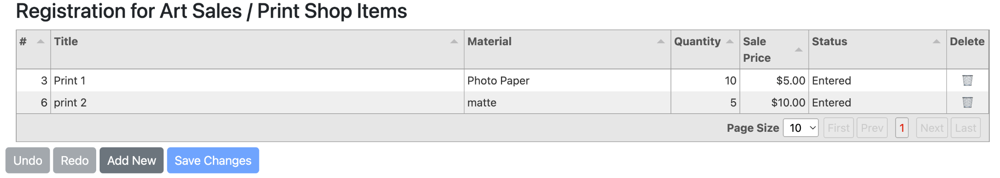 Registration for Art Sales / Print Shop Items
# Title Material Quantity Sale Price Status Delete
3 Print 1 Photo Paper 10 $5.00 Entered
6 print 2 matte 5 $10.00 Entered
Page Size 10 First Prev 1 Next Last
Undo Redo Add New Save Changes